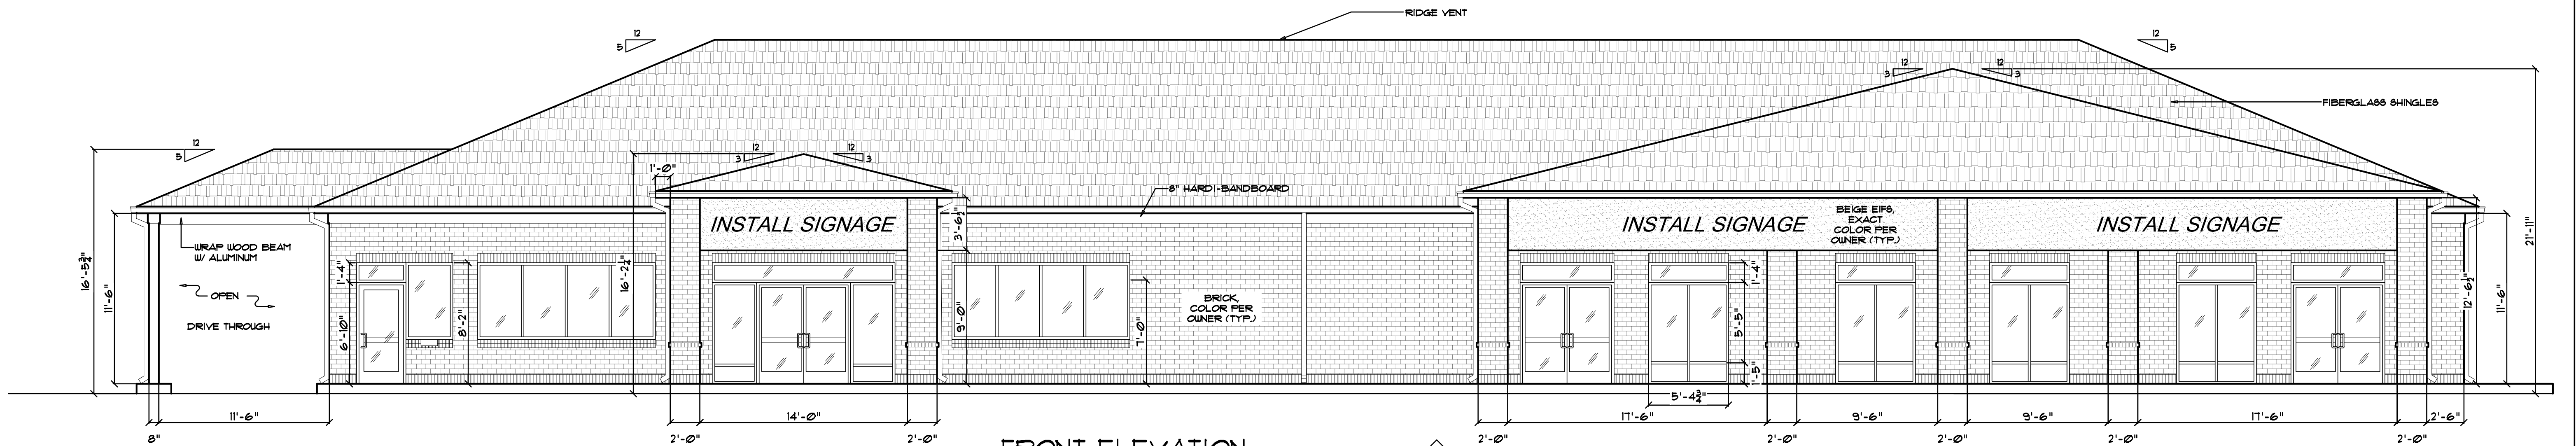 RIDGE VENT
12
5
12
5
12
3
12
3
FIBERGLASS SHINGLES
12
5
12
3
12
3
1'-0"
8" HARDI-BANDBOARD
INSTALL SIGNAGE
INSTALL SIGNAGE
BEIGE EIFS,
EXACT
COLOR PER
OWNER (TYP.)
INSTALL SIGNAGE
WRAP WOOD BEAM
W/ ALUMINUM
OPEN
DRIVE THROUGH
BRICK,
COLOR PER
OWNER (TYP.)
16'-5 3/4"
11'-6"
1'-4"
6'-10"
8'-2"
16'-2 1/4"
3'-6 1/2"
9'-0"
7'-0"
1'-4"
5'-5"
1'-5"
12'-6 1/2"
11'-6"
21'-11"
5'-4 3/4"
11'-6"
14'-0"
17'-6"
9'-6"
9'-6"
17'-6"
2'-6"
8"
2'-0"
2'-0"
FRONT ELEVATION
2'-0"
2'-0"
2'-0"
2'-0"
2'-0"